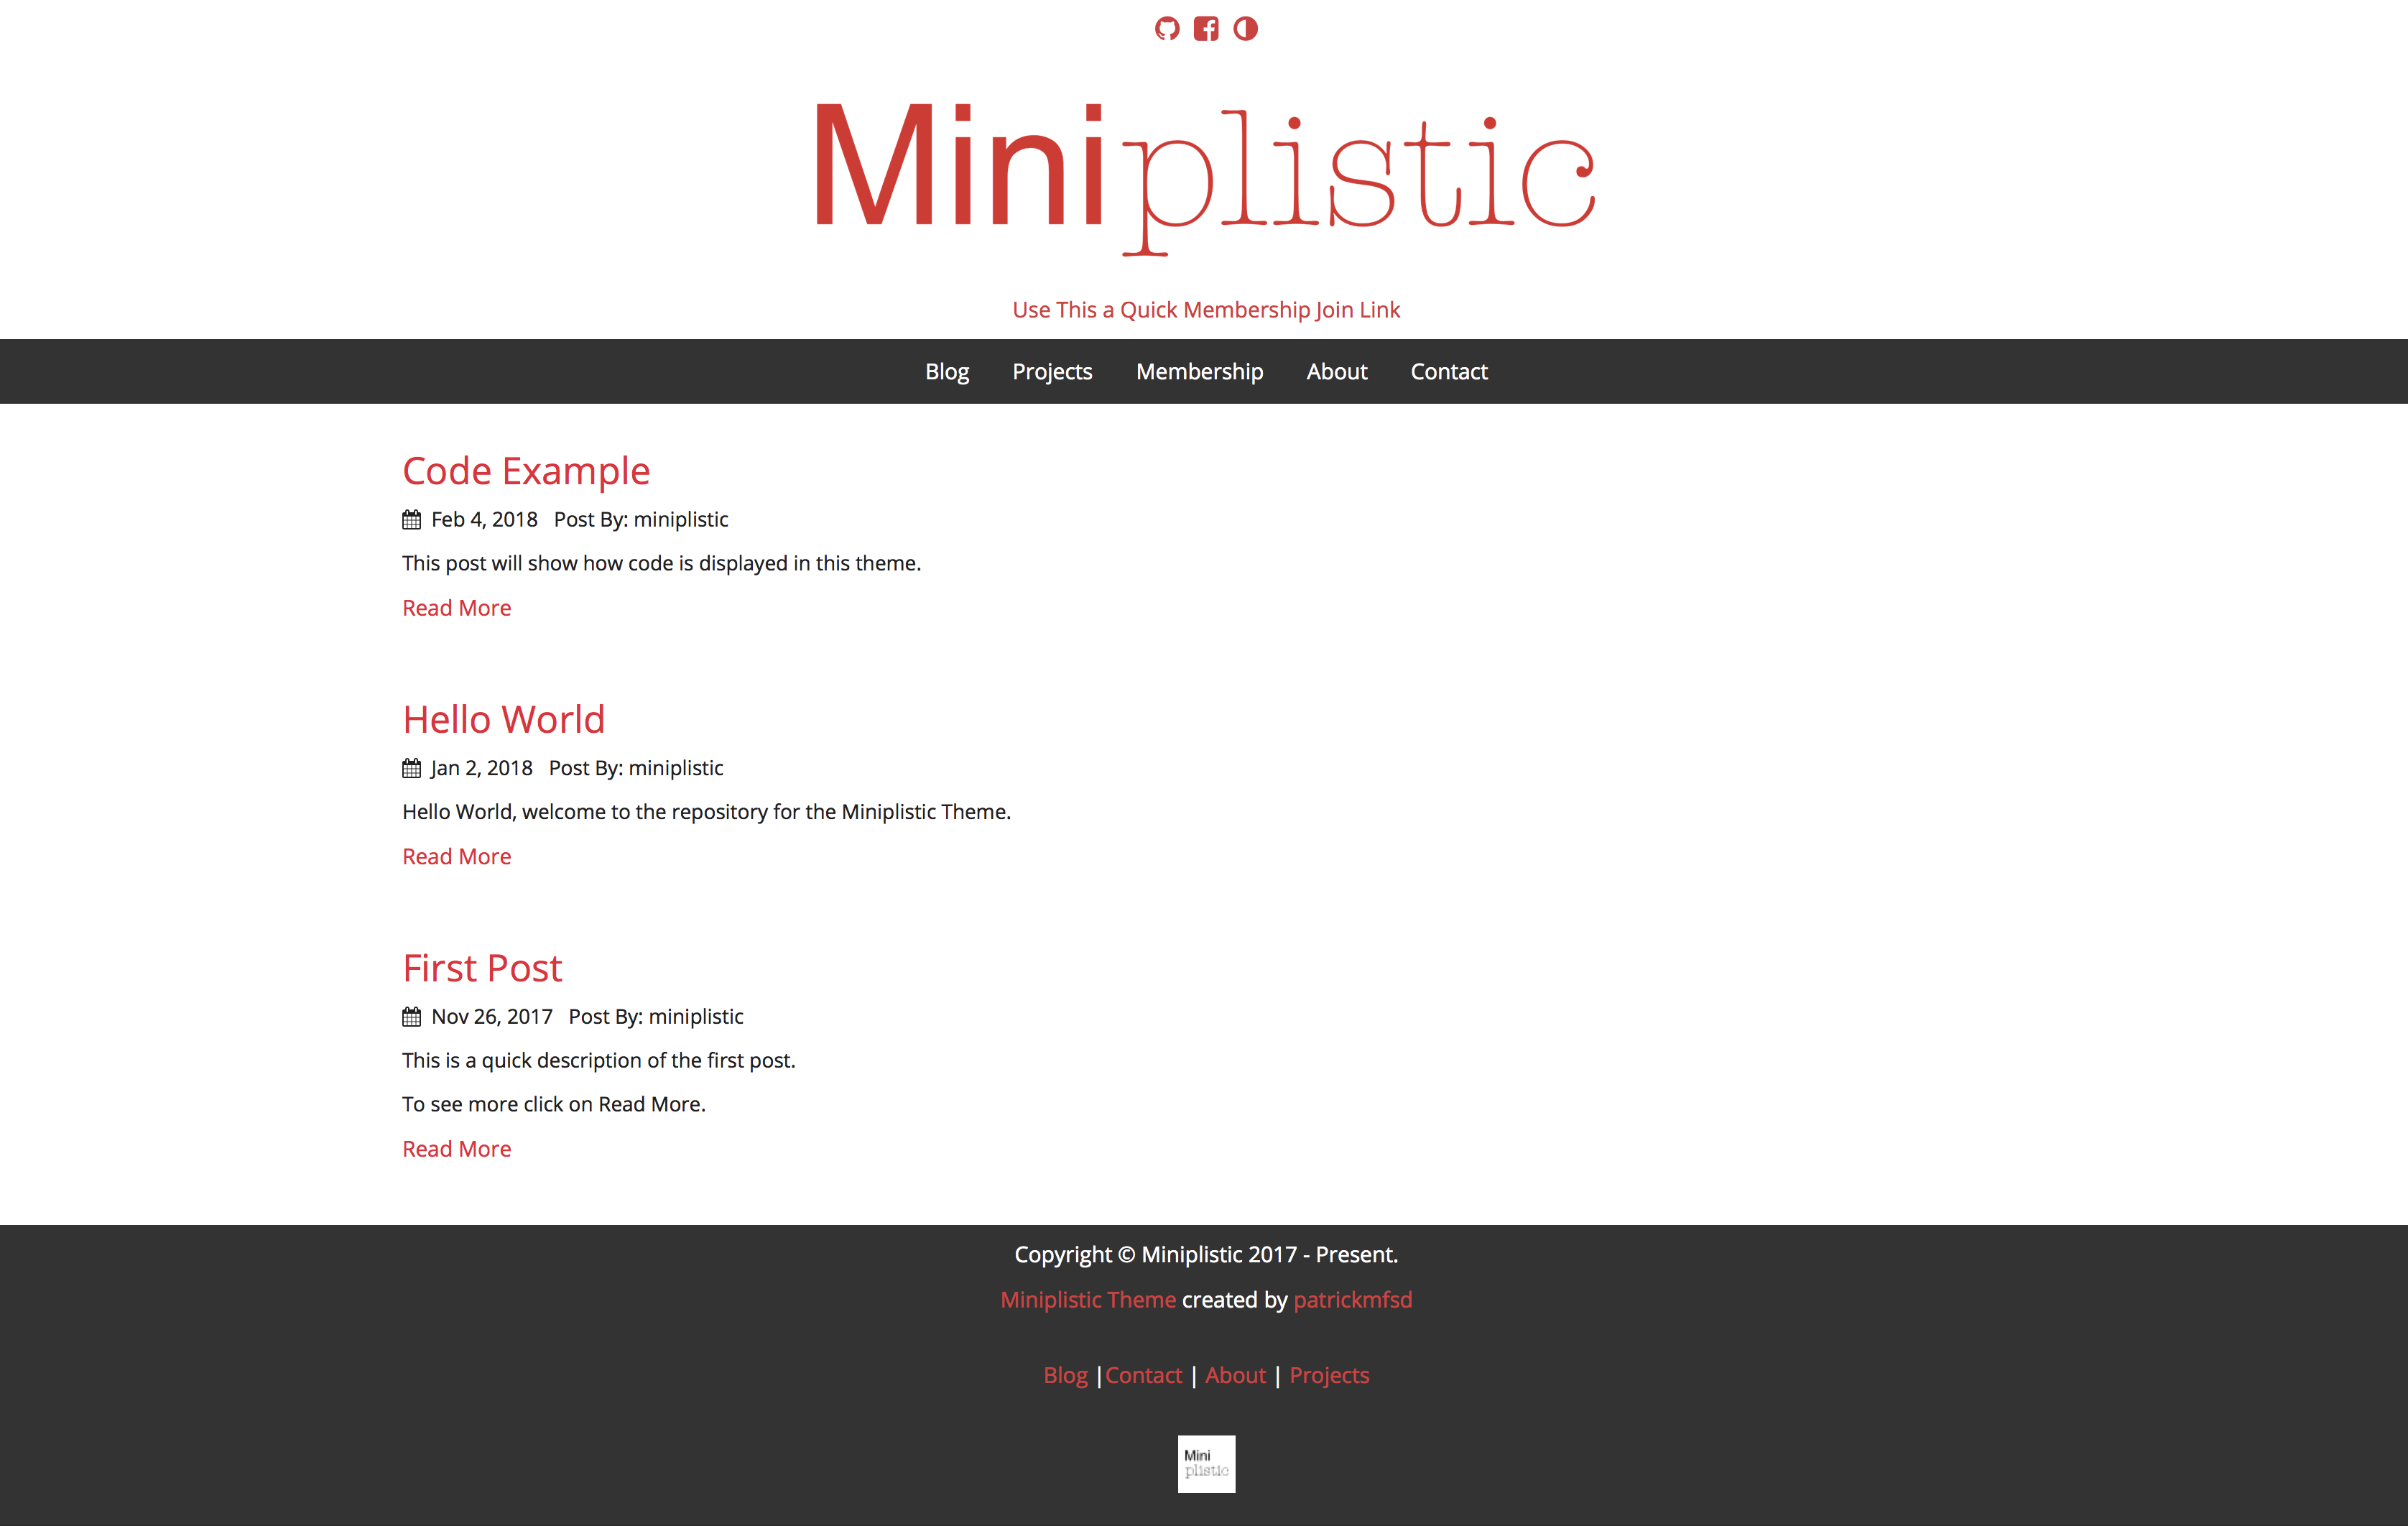 Miniplistic
Use This a Quick Membership Join Link
Blog Projects Membership About Contact
Code Example
Feb 4, 2018 Post By: miniplistic
This post will show how code is displayed in this theme.
Read More
Hello World
Jan 2, 2018 Post By: miniplistic
Hello World, welcome to the repository for the Miniplistic Theme.
Read More
First Post
Nov 26, 2017 Post By: miniplistic
This is a quick description of the first post.
To see more click on Read More.
Read More
Copyright © Miniplistic 2017 - Present.
Miniplistic Theme created by patrickmfsd
Blog |Contact | About | Projects
Mini
plistic